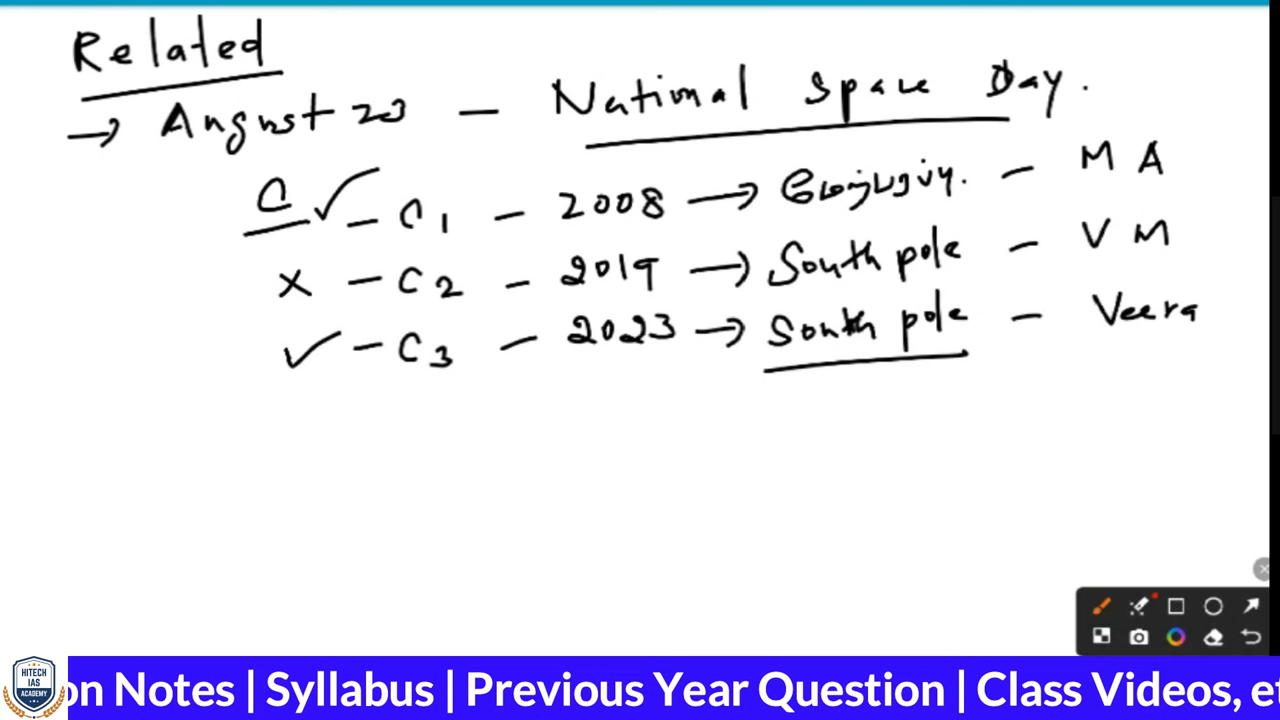 Related
→ August 23 – National Space Day.
C ✓ – C1 – 2008 → – M A
× – C2 – 2019 → South pole – V M
✓ – C3 – 2023 → South pole – Veera
HITECH
IAS
ACADEMY
on Notes | Syllabus | Previous Year Question | Class Videos, et